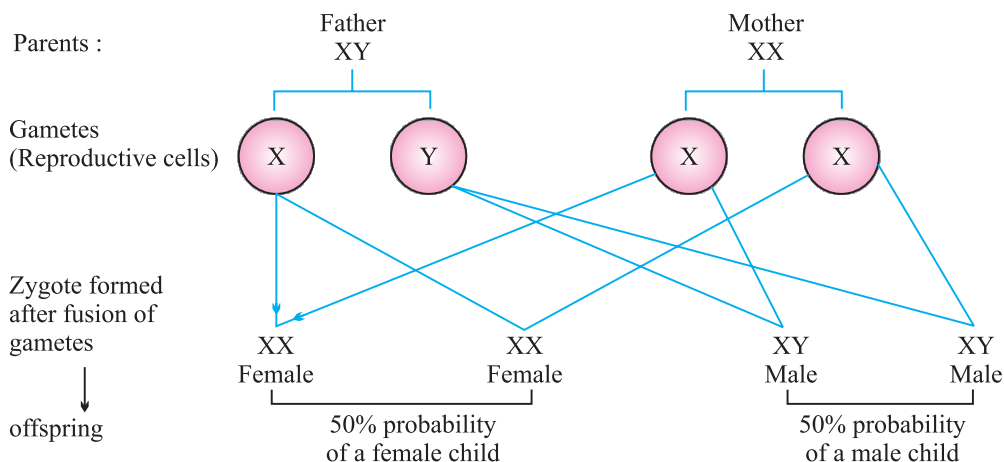 Parents :
Father
XY
Mother
XX
Gametes
(Reproductive cells)
X
Y
X
X
Zygote formed
after fusion of
gametes
offspring
XX
Female
XX
Female
XY
Male
XY
Male
50% probability
of a female child
50% probability
of a male child